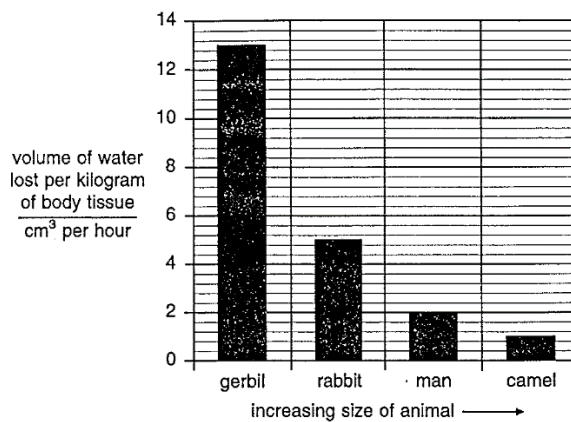 14
12
10
8
6
4
2
0
volume of water
lost per kilogram
of body tissue
cm³ per hour
gerbil rabbit man camel
increasing size of animal